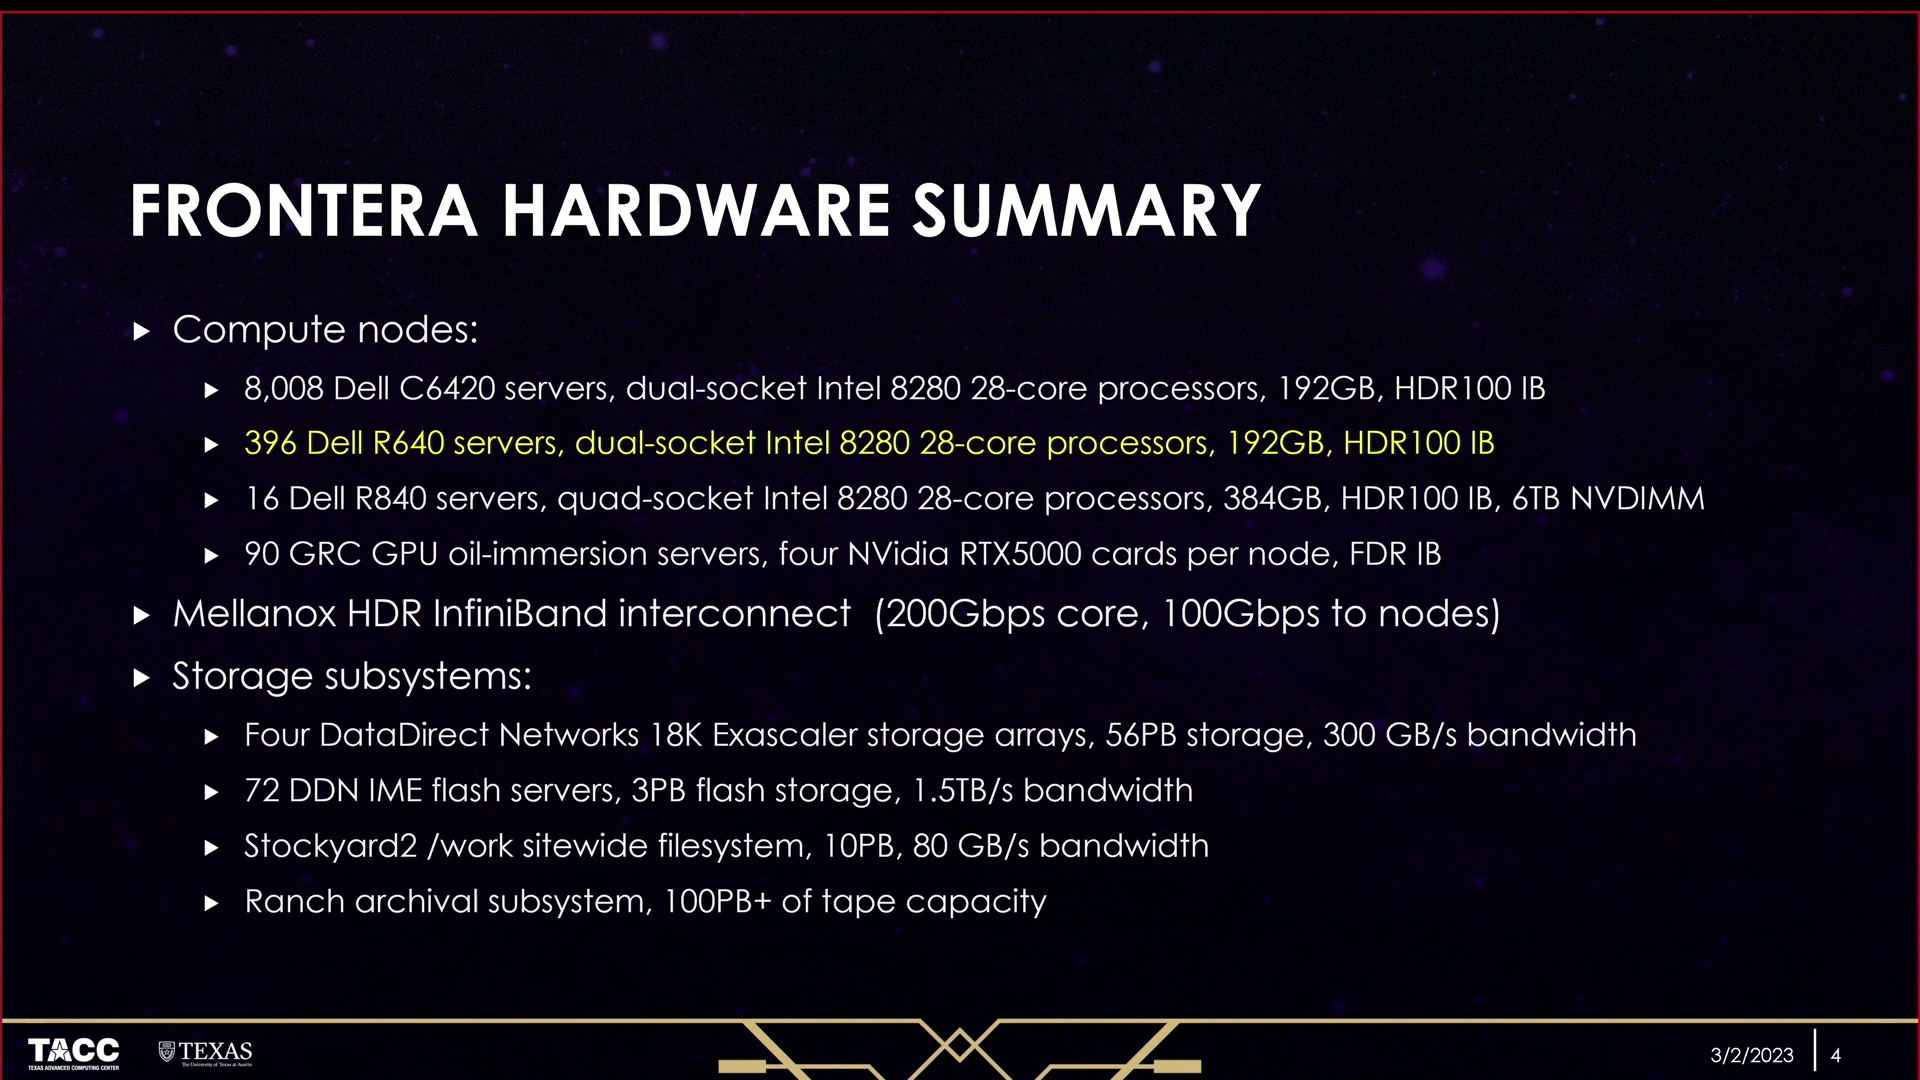 FRONTERA HARDWARE SUMMARY
Compute nodes:
8,008 Dell C6420 servers, dual-socket Intel 8280 28-core processors, 192GB, HDR100 IB
396 Dell R640 servers, dual-socket Intel 8280 28-core processors, 192GB, HDR100 IB
16 Dell R840 servers, quad-socket Intel 8280 28-core processors, 384GB, HDR100 IB, 6TB NVDIMM
90 GRC GPU oil-immersion servers, four NVidia RTX5000 cards per node, FDR IB
Mellanox HDR InfiniBand interconnect (200Gbps core, 100Gbps to nodes)
Storage subsystems:
Four DataDirect Networks 18K Exascaler storage arrays, 56PB storage, 300 GB/s bandwidth
72 DDN IME flash servers, 3PB flash storage, 1.5TB/s bandwidth
Stockyard2 /work sitewide filesystem, 10PB, 80 GB/s bandwidth
Ranch archival subsystem, 100PB+ of tape capacity
TACC
TEXAS ADVANCED COMPUTING CENTER
TEXAS
The University of Texas at Austin
3/2/2023
4